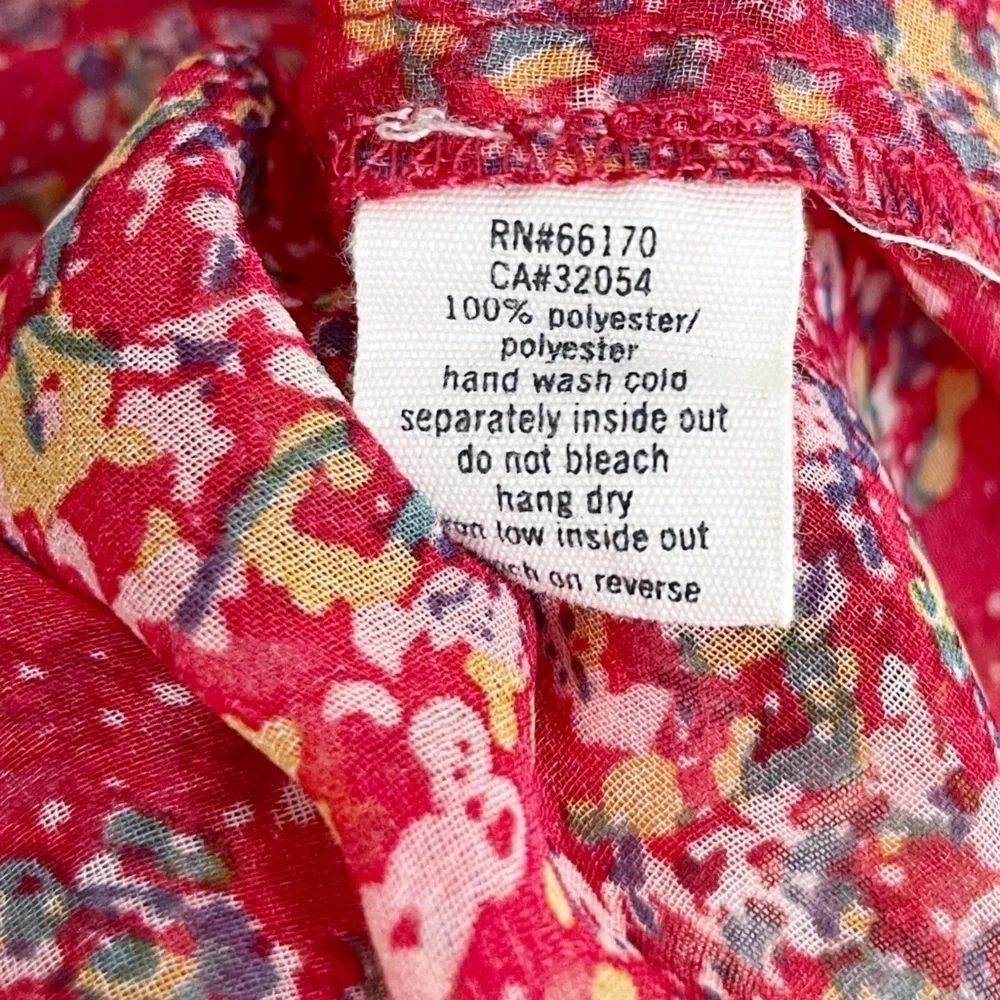 RN#66170
CA#32054
100% polyester/
polyester
hand wash cold
separately inside out
do not bleach
hang dry
low inside out
on reverse